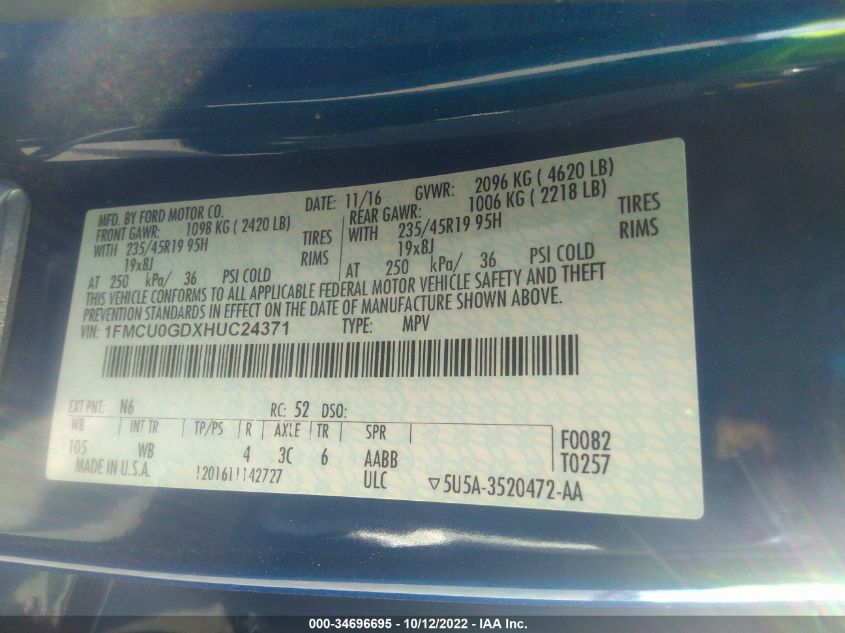 MFD. BY FORD MOTOR CO. DATE: 11/16 GVWR: 2096 KG ( 4620 LB)
FRONT GAWR: 1098 KG ( 2420 LB) REAR GAWR: 1006 KG ( 2218 LB)
WITH 235/45R19 95H TIRES WITH 235/45R19 95H TIRES
19x8J RIMS 19x8J RIMS
AT 250 kPa/ 36 PSI COLD AT 250 kPa/ 36 PSI COLD
THIS VEHICLE CONFORMS TO ALL APPLICABLE FEDERAL MOTOR VEHICLE SAFETY AND THEFT
PREVENTION STANDARDS IN EFFECT ON THE DATE OF MANUFACTURE SHOWN ABOVE.
VIN: 1FMCU0GDXHUC24371 TYPE: MPV
EXT PNT: N6 RC: 52 DSO:
WB INT TR TP/PS R AXLE TR SPR
105 WB 4 3C 6 AABB F0082
MADE IN U.S.A. 1201611142727 ULC T0257
▽5U5A-3520472-AA
000-34696695 - 10/12/2022 - IAA Inc.